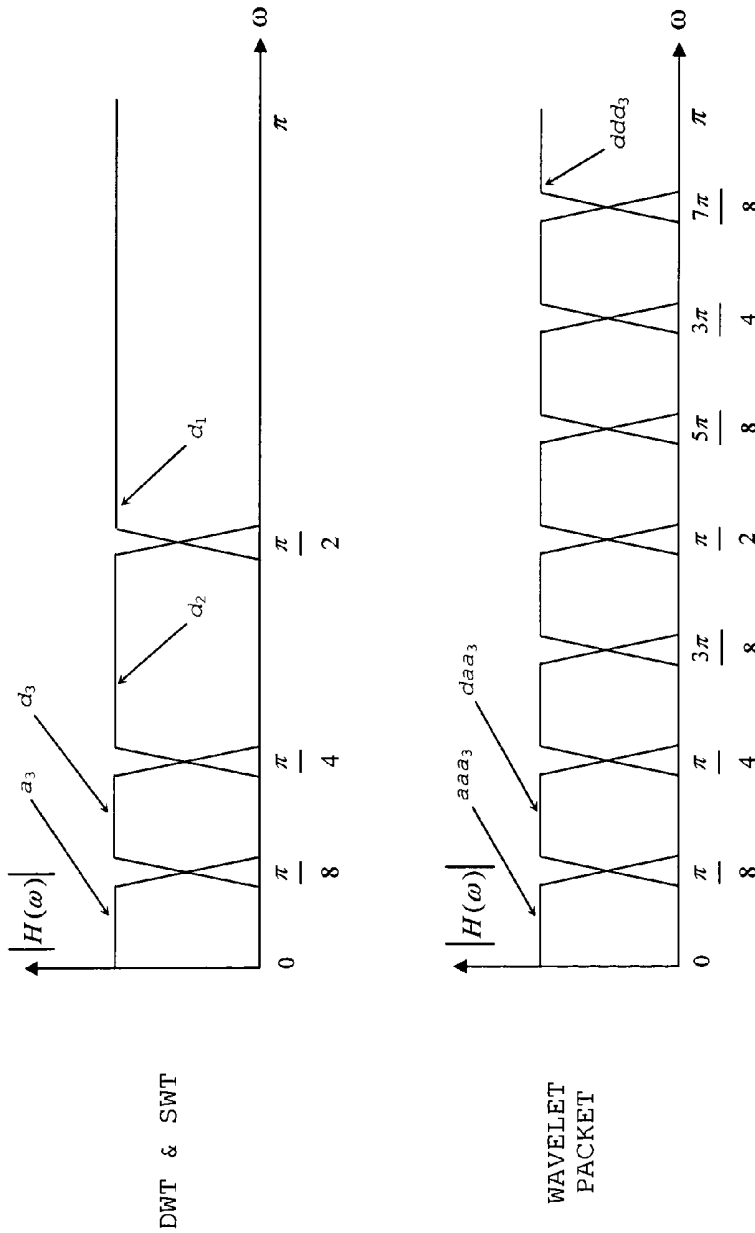 DWT & SWT
|H(ω)|
a₃
d₃
d₂
d₁
0
π/8
π/4
π/2
π
ω
WAVELET
PACKET
|H(ω)|
aaa₃
daa₃
ddd₃
0
π/8
π/4
3π/8
π/2
5π/8
3π/4
7π/8
π
ω